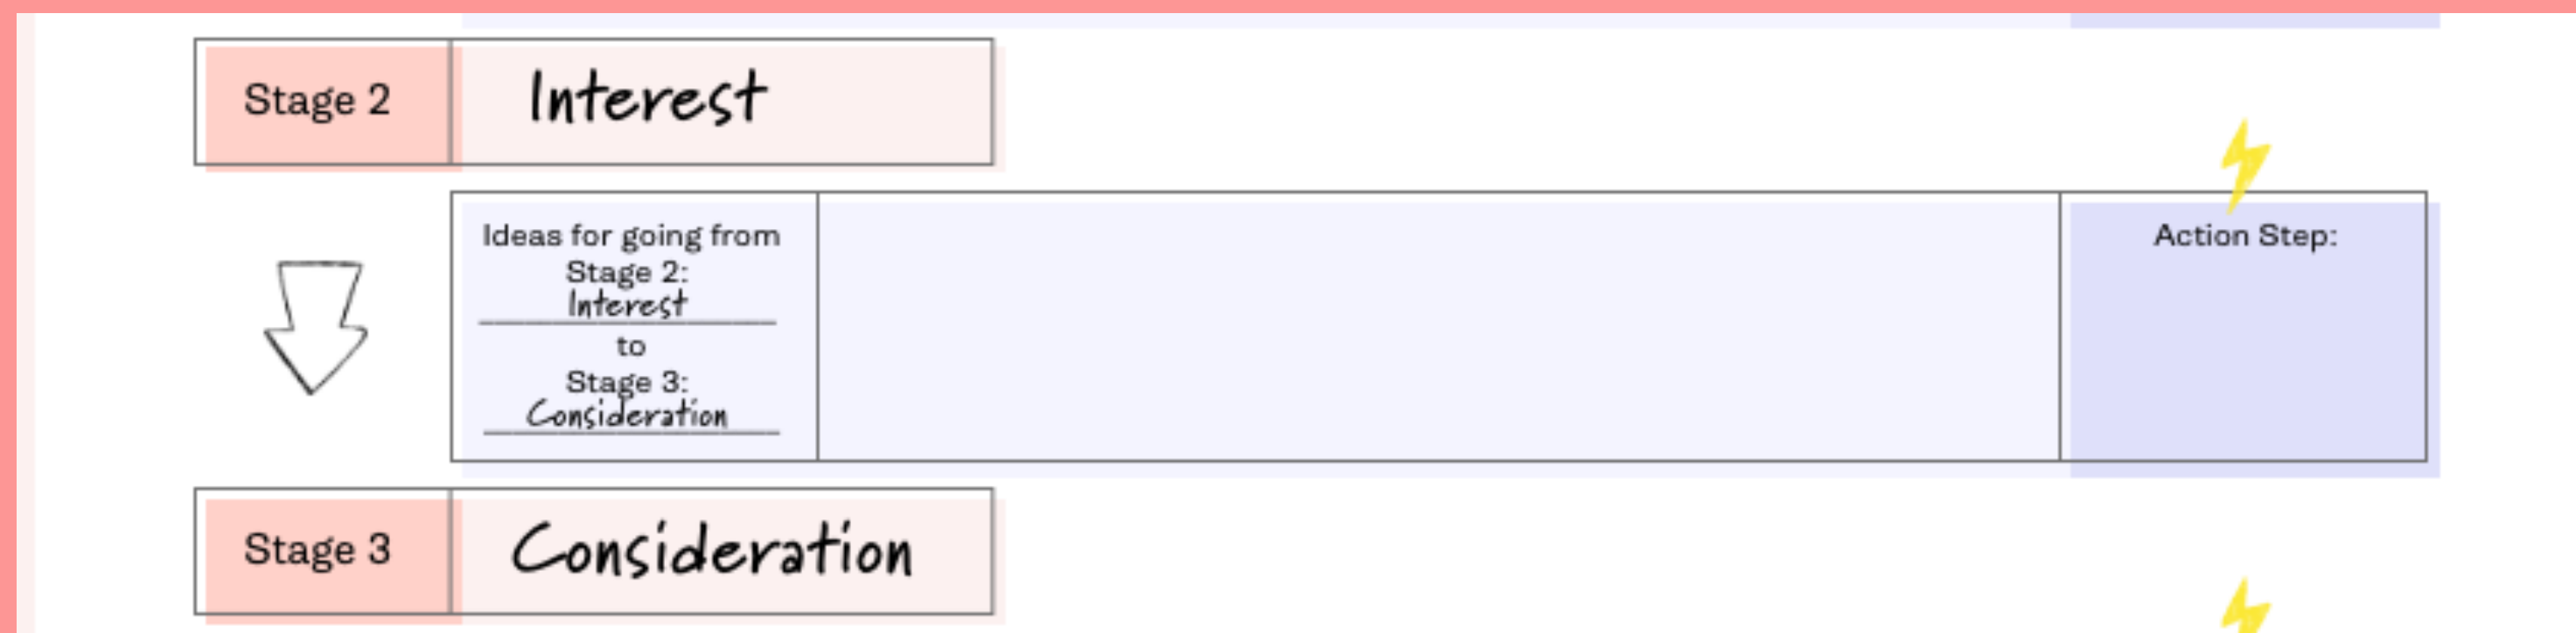 Stage 2
Interest
Ideas for going from
Stage 2:
Interest
to
Stage 3:
Consideration
Action Step:
Stage 3
Consideration